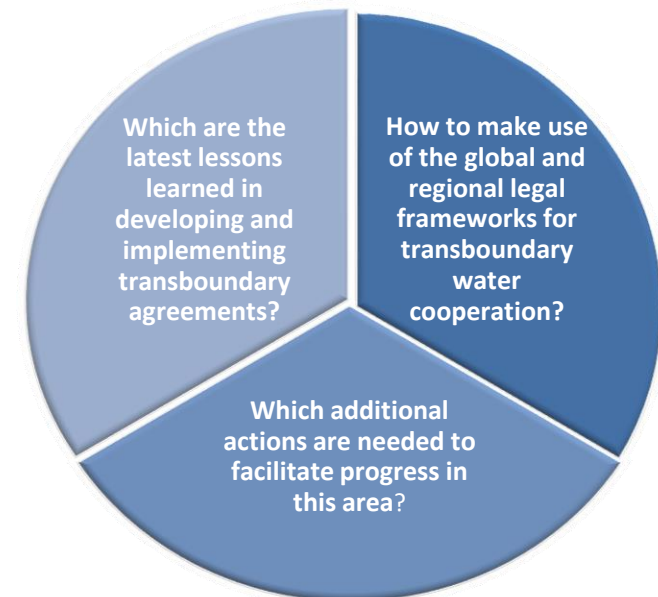 Which are the
latest lessons
learned in
developing and
implementing
transboundary
agreements?
How to make use
of the global and
regional legal
frameworks for
transboundary
water
cooperation?
Which additional
actions are needed to
facilitate progress in
this area?